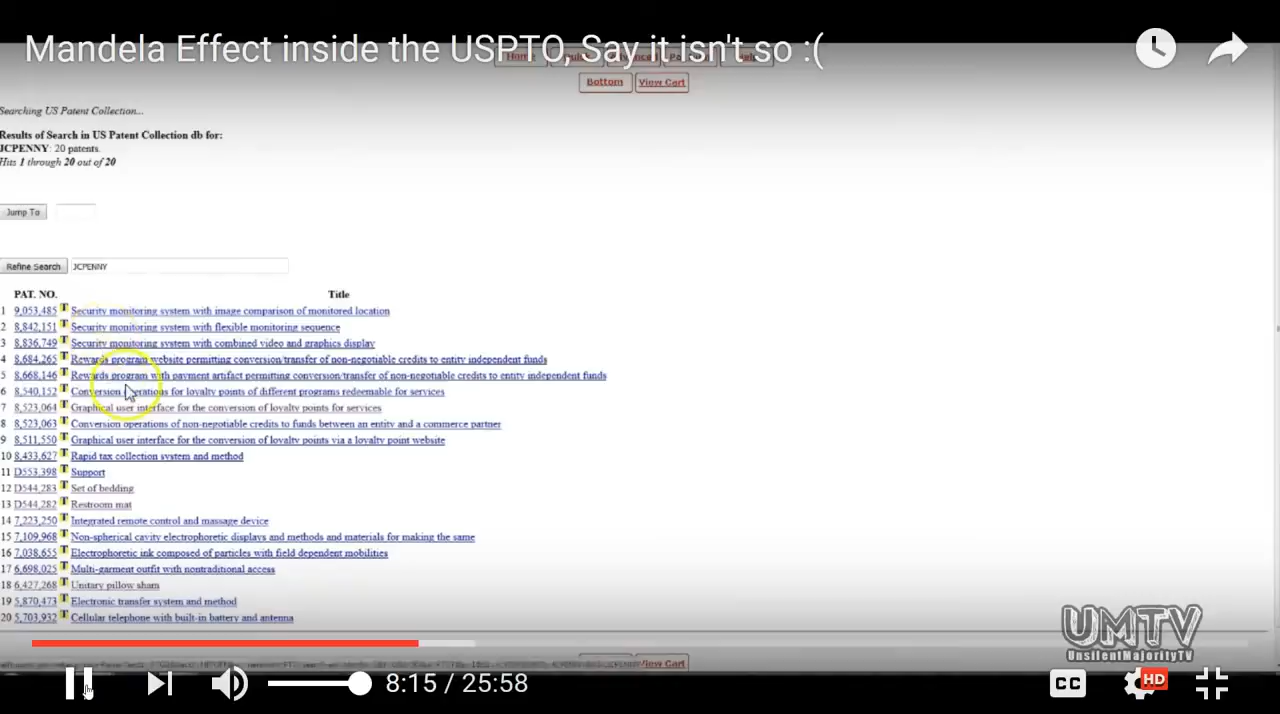 Mandela Effect inside the USPTO, Say it isn't so :(
Home
Bottom View Cart
Searching US Patent Collection...
Results of Search in US Patent Collection db for:
JCPENNY: 20 patents.
Hits 1 through 20 out of 20
Jump To
Refine Search JCPENNY
PAT. NO. Title
1 9,053,485 T Security monitoring system with image comparison of monitored location
2 8,842,151 T Security monitoring system with flexible monitoring sequence
3 8,836,749 T Security monitoring system with combined video and graphics display
4 8,684,265 T Rewards program website permitting conversion/transfer of non-negotiable credits to entity independent funds
5 8,668,146 T Rewards program with payment artifact permitting conversion/transfer of non-negotiable credits to entity independent funds
6 8,540,152 T Conversion operations for loyalty points of different programs redeemable for services
7 8,523,064 T Graphical user interface for the conversion of loyalty points for services
8 8,523,063 T Conversion operations of non-negotiable credits to funds between an entity and a commerce partner
9 8,511,550 T Graphical user interface for the conversion of loyalty points via a loyalty point website
10 8,433,627 T Rapid tax collection system and method
11 D553,398 T Support
12 D544,283 T Set of bedding
13 D544,282 T Restroom mat
14 7,223,250 T Integrated remote control and massage device
15 7,109,968 T Non-spherical cavity electrophoretic displays and methods and materials for making the same
16 7,038,655 T Electrophoretic ink composed of particles with field dependent mobilities
17 6,698,025 T Multi-garment outfit with nontraditional access
18 6,427,268 T Unitary pillow sham
19 5,870,473 T Electronic transfer system and method
20 5,703,932 T Cellular telephone with built-in battery and antenna
UMTV
UnsilentMajorityTV
View Cart
8:15 / 25:58
CC
HD